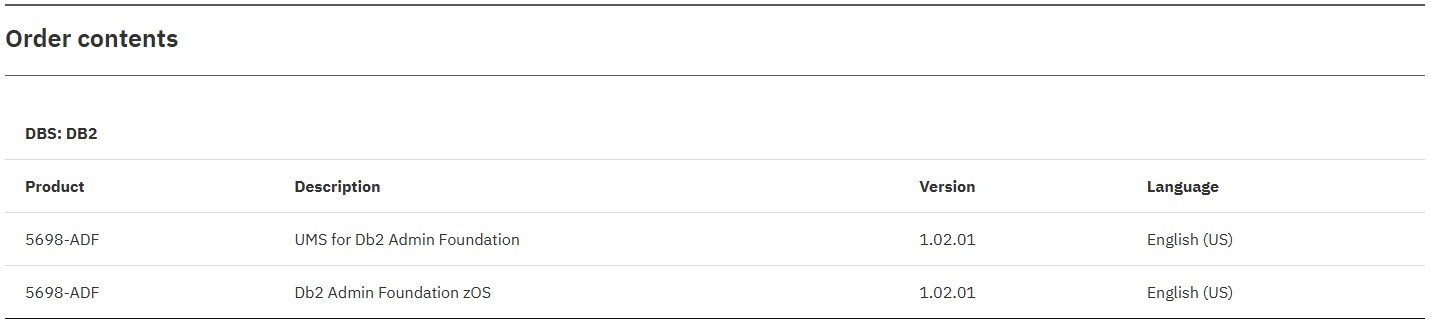 Order contents
DBS: DB2
Product Description Version Language
5698-ADF UMS for Db2 Admin Foundation 1.02.01 English (US)
5698-ADF Db2 Admin Foundation zOS 1.02.01 English (US)